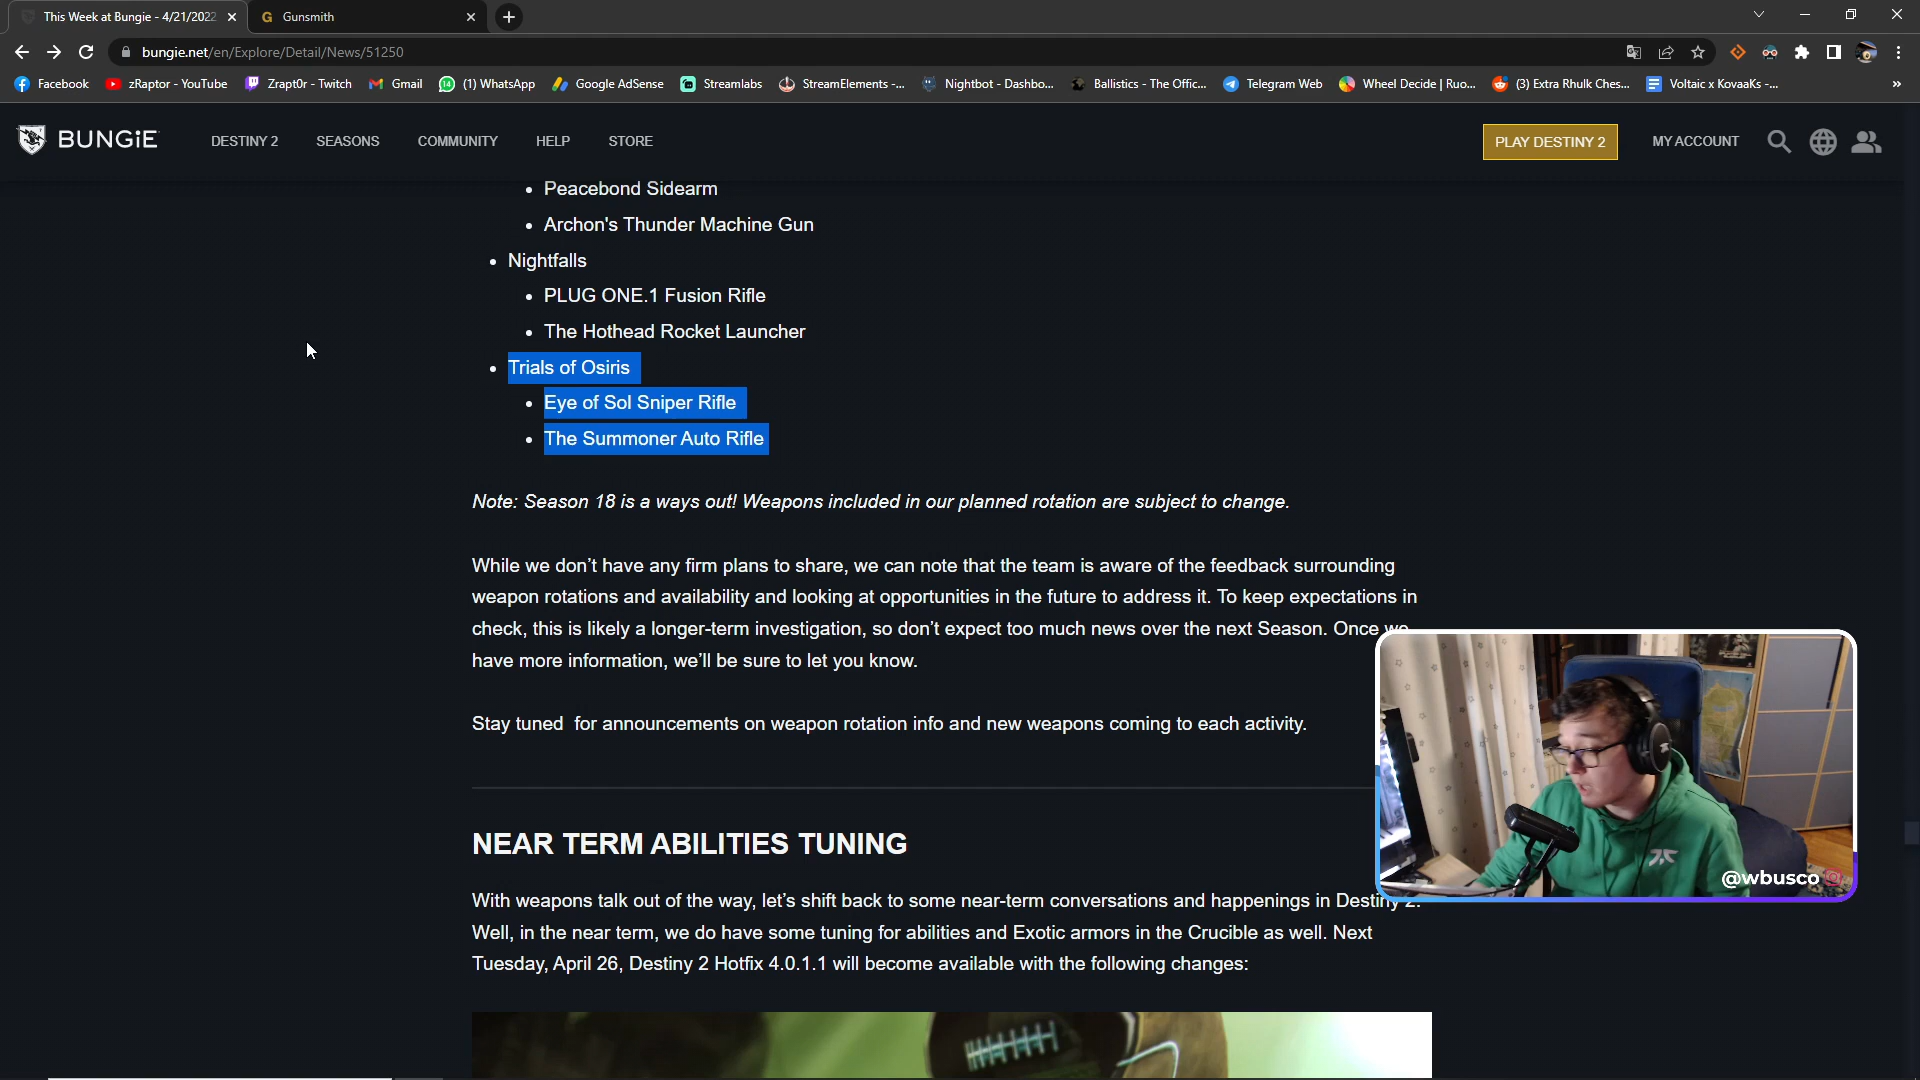 This Week at Bungie - 4/21/2022
Gunsmith
bungie.net/en/Explore/Detail/News/51250
Facebook
zRaptor - YouTube
Zrapt0r - Twitch
Gmail
(1) WhatsApp
Google AdSense
Streamlabs
StreamElements -...
Nightbot - Dashbo...
Ballistics - The Offic...
Telegram Web
Wheel Decide | Ruo...
(3) Extra Rhulk Ches...
Voltaic x KovaaKs -...
»
BUNGiE
DESTINY 2
SEASONS
COMMUNITY
HELP
STORE
PLAY DESTINY 2
MY ACCOUNT
• Peacebond Sidearm
• Archon's Thunder Machine Gun
• Nightfalls
• PLUG ONE.1 Fusion Rifle
• The Hothead Rocket Launcher
• Trials of Osiris
• Eye of Sol Sniper Rifle
• The Summoner Auto Rifle
Note: Season 18 is a ways out! Weapons included in our planned rotation are subject to change.
While we don’t have any firm plans to share, we can note that the team is aware of the feedback surrounding
weapon rotations and availability and looking at opportunities in the future to address it. To keep expectations in
check, this is likely a longer-term investigation, so don’t expect too much news over the next Season. Once we
have more information, we’ll be sure to let you know.
Stay tuned  for announcements on weapon rotation info and new weapons coming to each activity.
NEAR TERM ABILITIES TUNING
With weapons talk out of the way, let’s shift back to some near-term conversations and happenings in Destiny 2.
Well, in the near term, we do have some tuning for abilities and Exotic armors in the Crucible as well. Next
Tuesday, April 26, Destiny 2 Hotfix 4.0.1.1 will become available with the following changes:
@wbusco